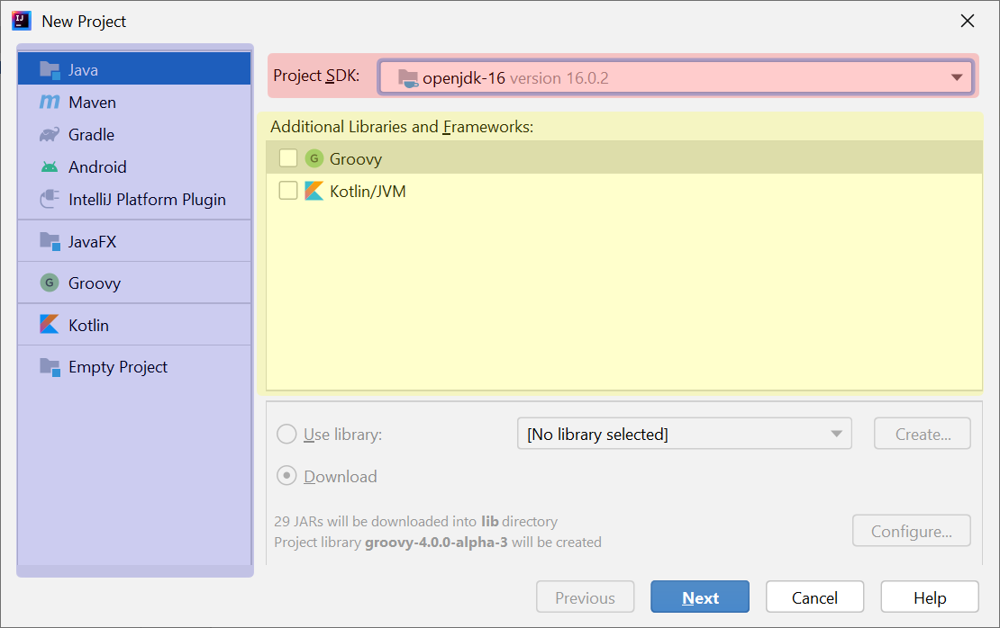 New Project
Java
Maven
Gradle
Android
IntelliJ Platform Plugin
JavaFX
Groovy
Kotlin
Empty Project
Project SDK: openjdk-16 version 16.0.2
Additional Libraries and Frameworks:
Groovy
Kotlin/JVM
Use library: [No library selected] Create...
Download
29 JARs will be downloaded into lib directory
Project library groovy-4.0.0-alpha-3 will be created
Configure...
Previous Next Cancel Help